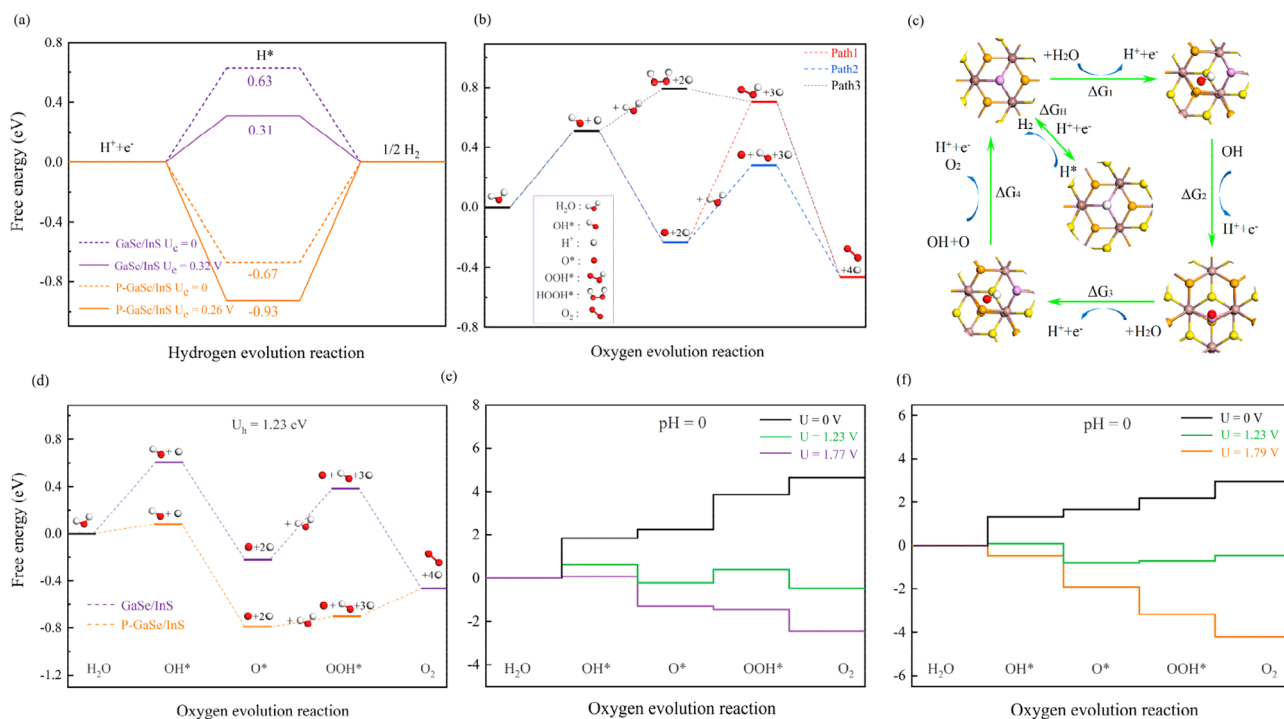 (a)
0.8
0.4
0.0
-0.4
-0.8
Free energy (eV)
H*
0.63
0.31
H⁺+e⁻
1/2 H₂
-0.67
-0.93
GaSe/InS U
= 0
GaSe/InS Uₑ = 0.32 V
P-GaSe/InS U
= 0
P-GaSe/InS Uₑ = 0.26 V
Hydrogen evolution reaction
(b)
0.8
0.4
0.0
-0.4
-0.8
Path1
Path2
Path3
+2
+3
+
+
+
+
+3
+
+2
+4
H₂O :
OH* :
H⁺ :
O* :
OOH* :
HOOH* :
O₂ :
Oxygen evolution reaction
(c)
+H₂O
H⁺+e⁻
ΔG₁
ΔG_H
H₂
H⁺+e⁻
H*
OH
ΔG₂
H⁺+e⁻
ΔG₃
H⁺+e⁻
+H₂O
OH+O
ΔG₄
H⁺+e⁻
O₂
(d)
0.8
0.4
0.0
-0.4
-0.8
-1.2
Free energy (eV)
U_h = 1.23 eV
+
+
+
+3
+
+2
+4
+2
+
+
+3
GaSe/InS
P-GaSe/InS
H₂O OH* O* OOH* O₂
Oxygen evolution reaction
(e)
8
6
4
2
0
-2
-4
pH = 0
U = 0 V
U = 1.23 V
U = 1.77 V
H₂O OH* O* OOH* O₂
Oxygen evolution reaction
(f)
6
4
2
0
-2
-4
-6
pH = 0
U = 0 V
U = 1.23 V
U = 1.79 V
H₂O OH* O* OOH* O₂
Oxygen evolution reaction